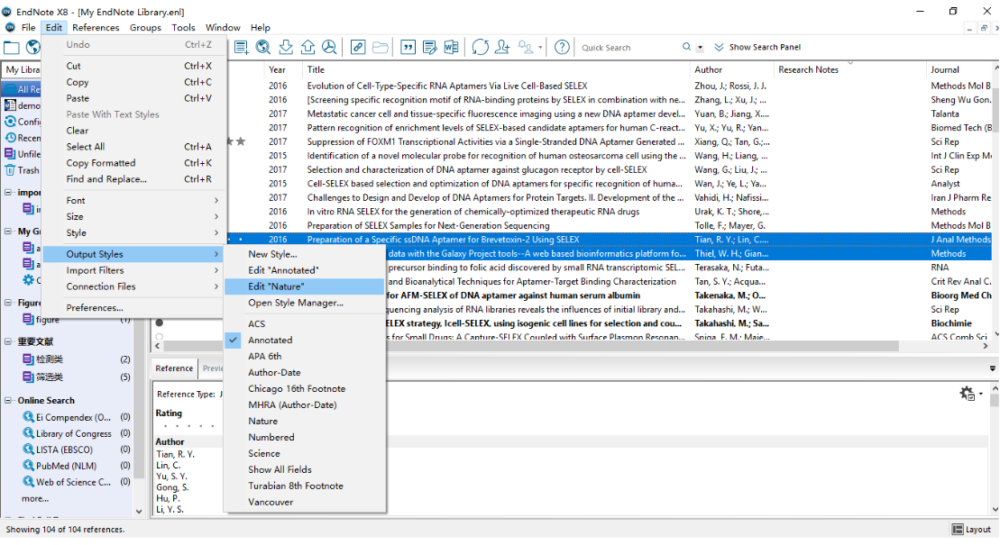 EndNote X8 - [My EndNote Library.enl]
File Edit References Groups Tools Window Help
Quick Search Show Search Panel
Undo Ctrl+Z
Cut Ctrl+X
Copy Ctrl+C
Paste Ctrl+V
Paste With Text Styles
Clear
Select All Ctrl+A
Copy Formatted Ctrl+K
Find and Replace... Ctrl+R
Font
Size
Style
Output Styles
Import Filters
Connection Files
Preferences...
New Style...
Edit "Annotated"
Edit "Nature"
Open Style Manager...
ACS
Annotated
APA 6th
Author-Date
Chicago 16th Footnote
MHRA (Author-Date)
Nature
Numbered
Science
Show All Fields
Turabian 8th Footnote
Vancouver
My Libra
All Re
demo
Config
Recen
Unfile
Trash
impor
i
My Gr
a
a
C
Figure
figure (1)
重要文献
检测类 (2)
筛选类 (5)
Online Search
Ei Compendex (O... (0)
Library of Congress (0)
LISTA (EBSCO) (0)
PubMed (NLM) (0)
Web of Science C... (0)
more...
Year Title Author Research Notes Journal
2016 Evolution of Cell-Type-Specific RNA Aptamers Via Live Cell-Based SELEX Zhou, J.; Rossi, J. J. Methods Mol B
2016 [Screening specific recognition motif of RNA-binding proteins by SELEX in combination with ne... Zhang, L.; Xu, J.; ... Sheng Wu Gon.
2017 Metastatic cancer cell and tissue-specific fluorescence imaging using a new DNA aptamer devel... Yuan, B.; Jiang, X.... Talanta
2017 Pattern recognition of enrichment levels of SELEX-based candidate aptamers for human C-react... Yu, X.; Yu, R.; Yan... Biomed Tech (B
2017 Suppression of FOXM1 Transcriptional Activities via a Single-Stranded DNA Aptamer Generated ... Xiang, Q.; Tan, G.;... Sci Rep
2015 Identification of a novel molecular probe for recognition of human osteosarcoma cell using the ... Wang, H.; Liang, ... Int J Clin Exp M
2017 Selection and characterization of DNA aptamer against glucagon receptor by cell-SELEX Wang, G.; Liu, J.; ... Sci Rep
2015 Cell-SELEX based selection and optimization of DNA aptamers for specific recognition of huma... Wan, J.; Ye, L.; Ya... Analyst
2017 Challenges to Design and Develop of DNA Aptamers for Protein Targets. II. Development of the ... Vahidi, H.; Nafissi... Iran J Pharm Re
2016 In vitro RNA SELEX for the generation of chemically-optimized therapeutic RNA drugs Urak, K. T.; Shore,... Methods
2016 Preparation of SELEX Samples for Next-Generation Sequencing Tolle, F.; Mayer, G. Methods Mol B
2016 Preparation of a Specific ssDNA Aptamer for Brevetoxin-2 Using SELEX Tian, R. Y.; Lin, C.... J Anal Methods
data with the Galaxy Project tools--A web based bioinformatics platform fo... Thiel, W. H.; Gian... Methods
precursor binding to folic acid discovered by small RNA transcriptomic SEL... Terasaka, N.; Futa... RNA
and Bioanalytical Techniques for Aptamer-Target Binding Characterization Tan, S. Y.; Acqua... Crit Rev Anal C.
for AFM-SELEX of DNA aptamer against human serum albumin Takenaka, M.; O... Bioorg Med Ch
quencing analysis of RNA libraries reveals the influences of initial library and... Takahashi, M.; W... Sci Rep
ELEX strategy, Icell-SELEX, using isogenic cell lines for selection and cou... Takahashi, M.; Sa... Biochimie
s for Small Drugs: A Capture-SELEX Coupled with Surface Plasmon Resonan... Spiga, F. M.; Maie... ACS Comb Sci
Reference Previe
Reference Type: J
Rating
Author
Tian, R. Y.
Lin, C.
Yu, S. Y.
Gong, S.
Hu, P.
Li, Y. S.
Showing 104 of 104 references. Layout